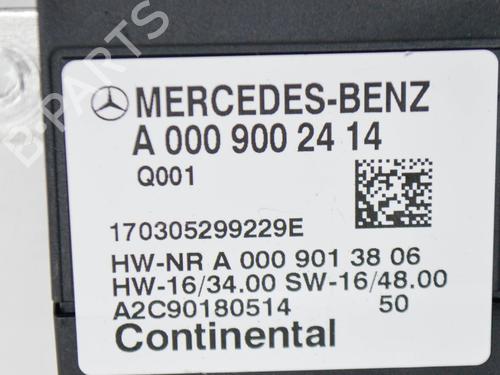 B-PARTS
MERCEDES-BENZ
A 000 900 24 14
Q001
170305299229E
HW-NR A 000 901 38 06
HW-16/34.00 SW-16/48.00
A2C90180514 50
Continental